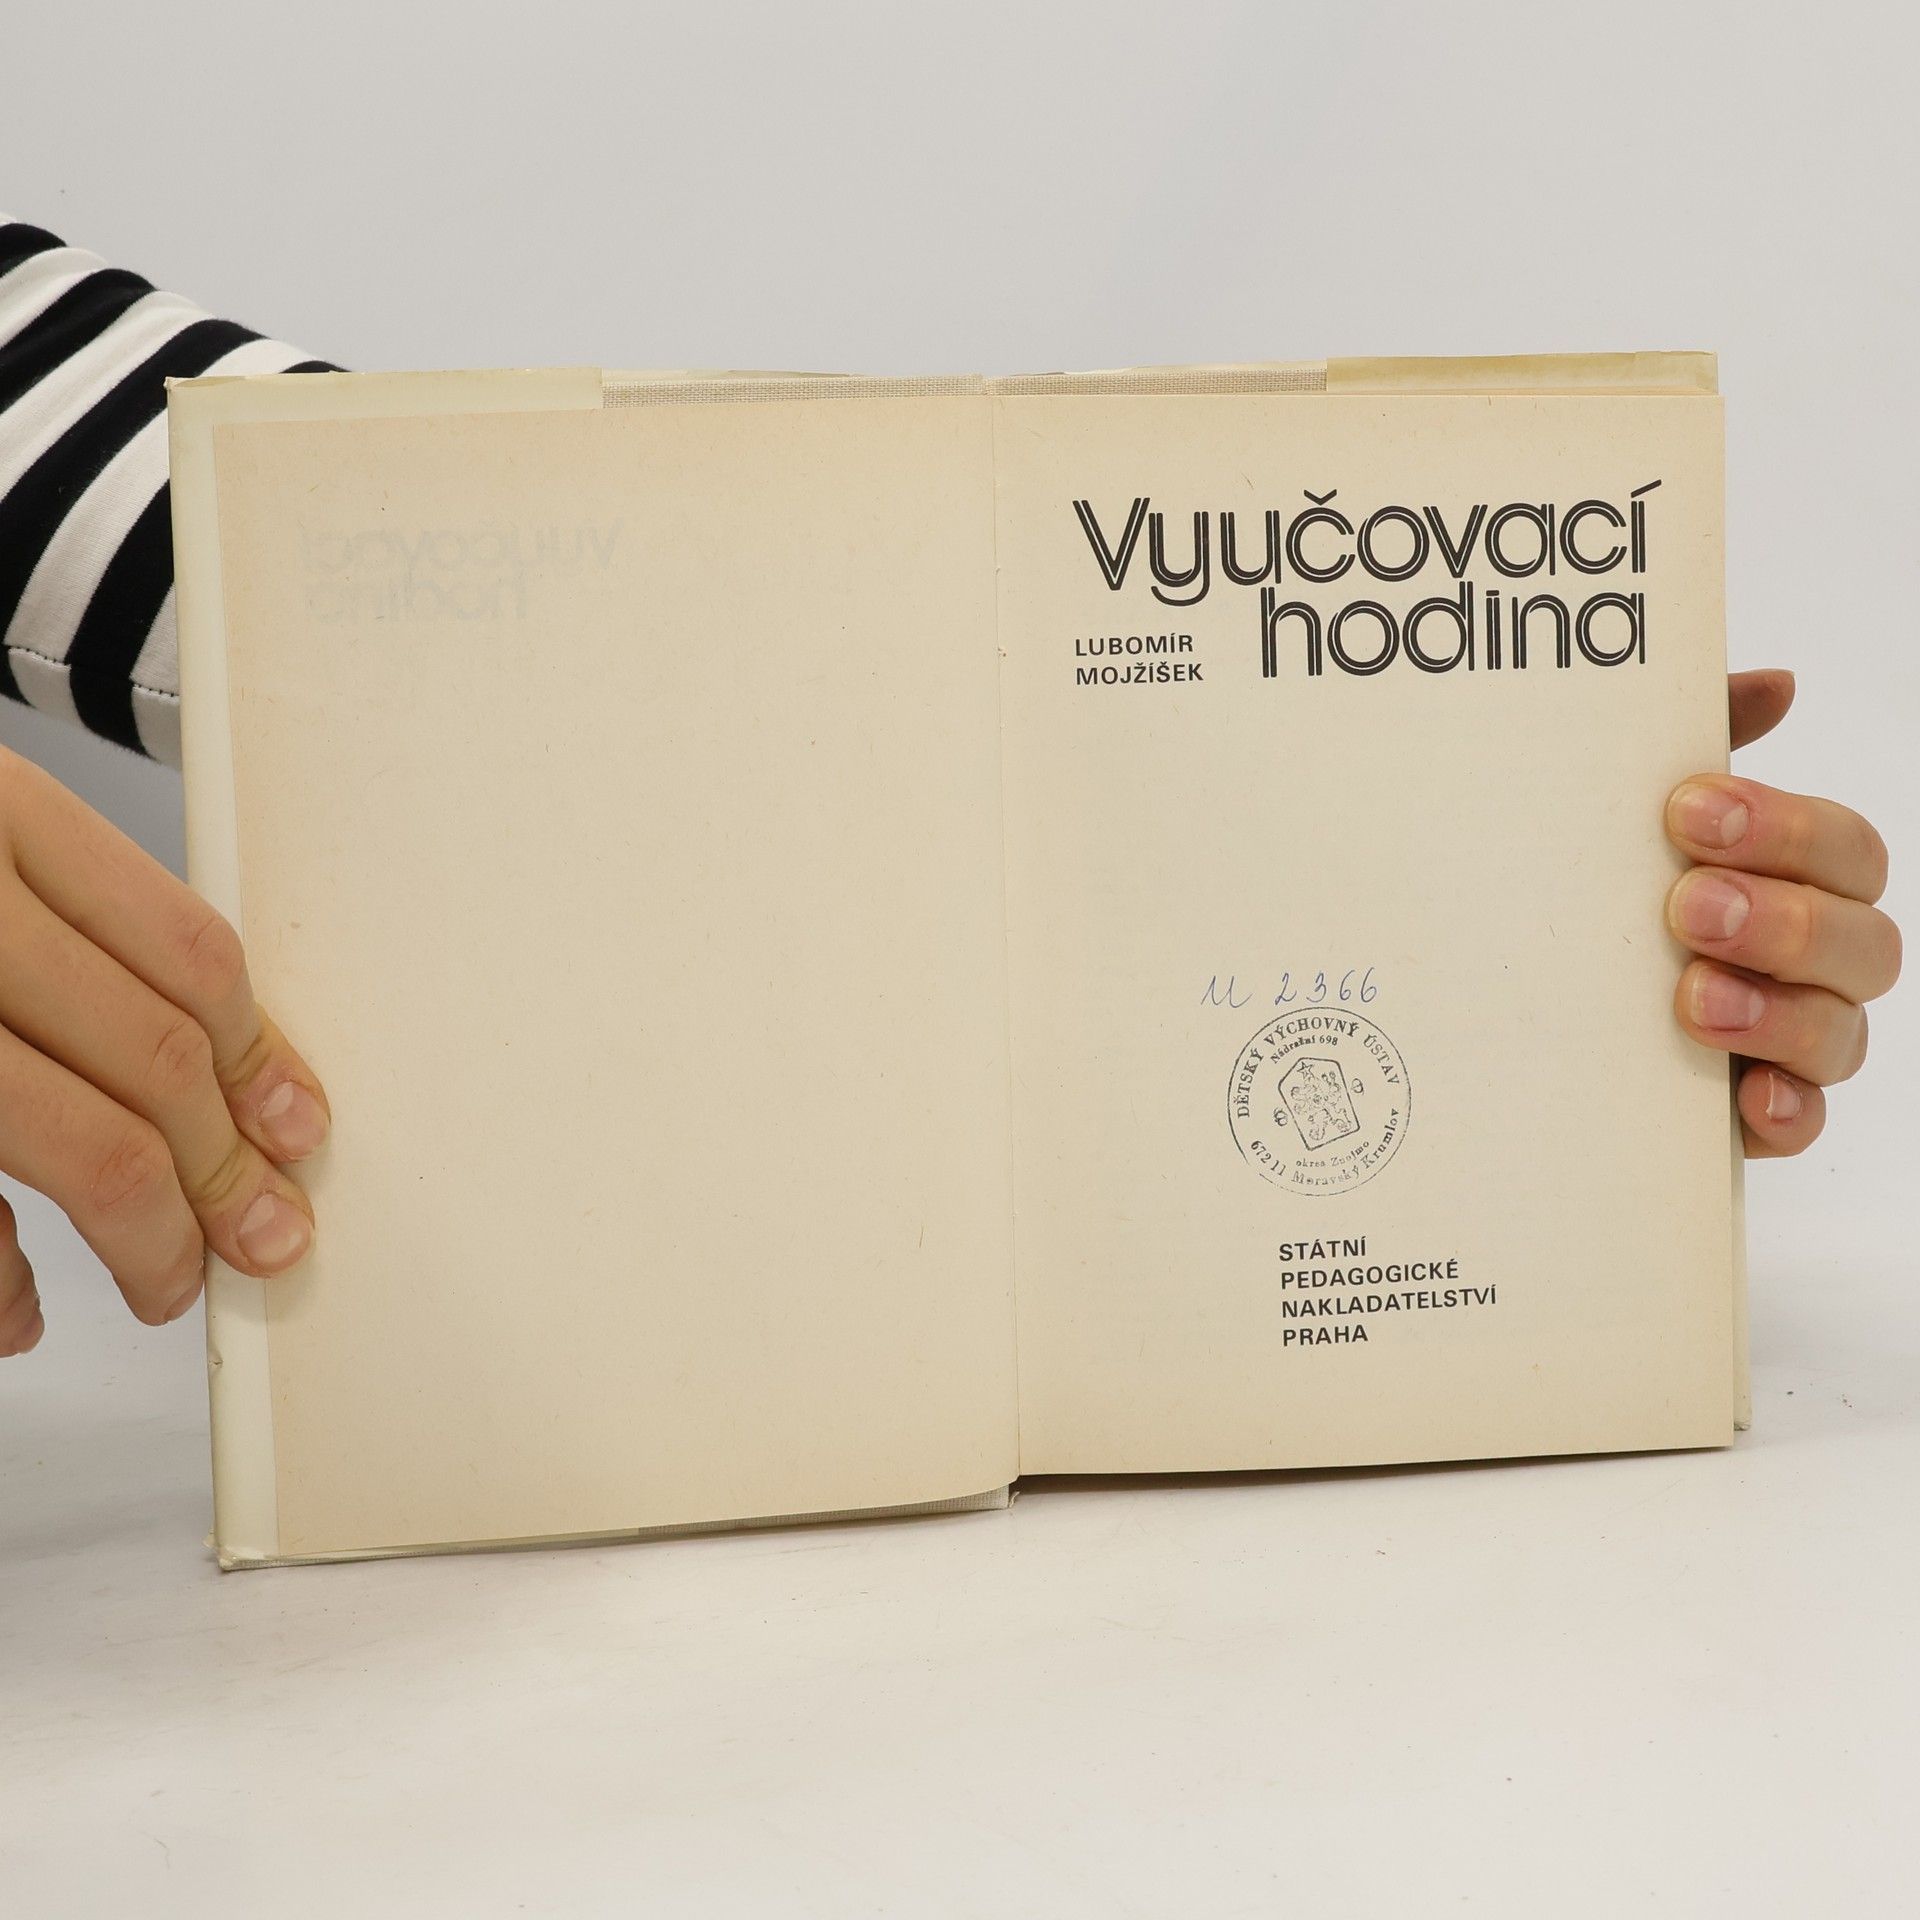 Vyučovací
hodina
LUBOMÍR
MOJŽÍŠEK
U 2366
DĚTSKÝ VÝCHOVNÝ ÚSTAV
Nádražní 698
okres Znojmo
672 11 Moravský Krumlov
STÁTNÍ
PEDAGOGICKÉ
NAKLADATELSTVÍ
PRAHA